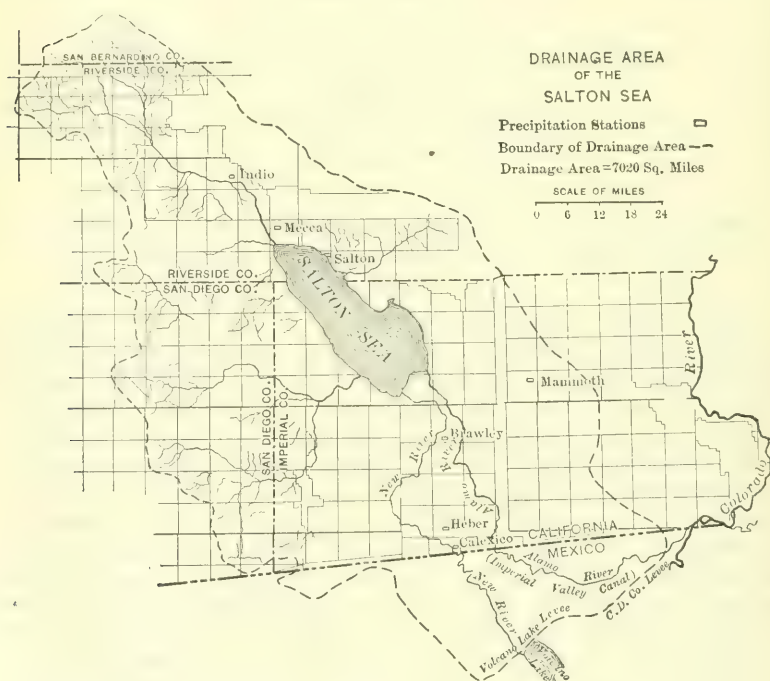 DRAINAGE AREA
OF THE
SALTON SEA
Precipitation Stations
Boundary of Drainage Area
Drainage Area=7020 Sq. Miles
SCALE OF MILES
0 6 12 18 24
SAN BERNARDINO CO.
RIVERSIDE CO.
Indio
Mecca
Salton
RIVERSIDE CO.
SAN DIEGO CO.
SALTON SEA
River
Mammoth
SAN DIEGO CO.
IMPERIAL CO.
New River
Brawley
River
Alamo
Colorado
Heber
Calexico
CALIFORNIA
MEXICO
Alamo River
(Imperial Valley Canal)
C.D. Co. Levee
New River
Volcano Lake Levee
Lake